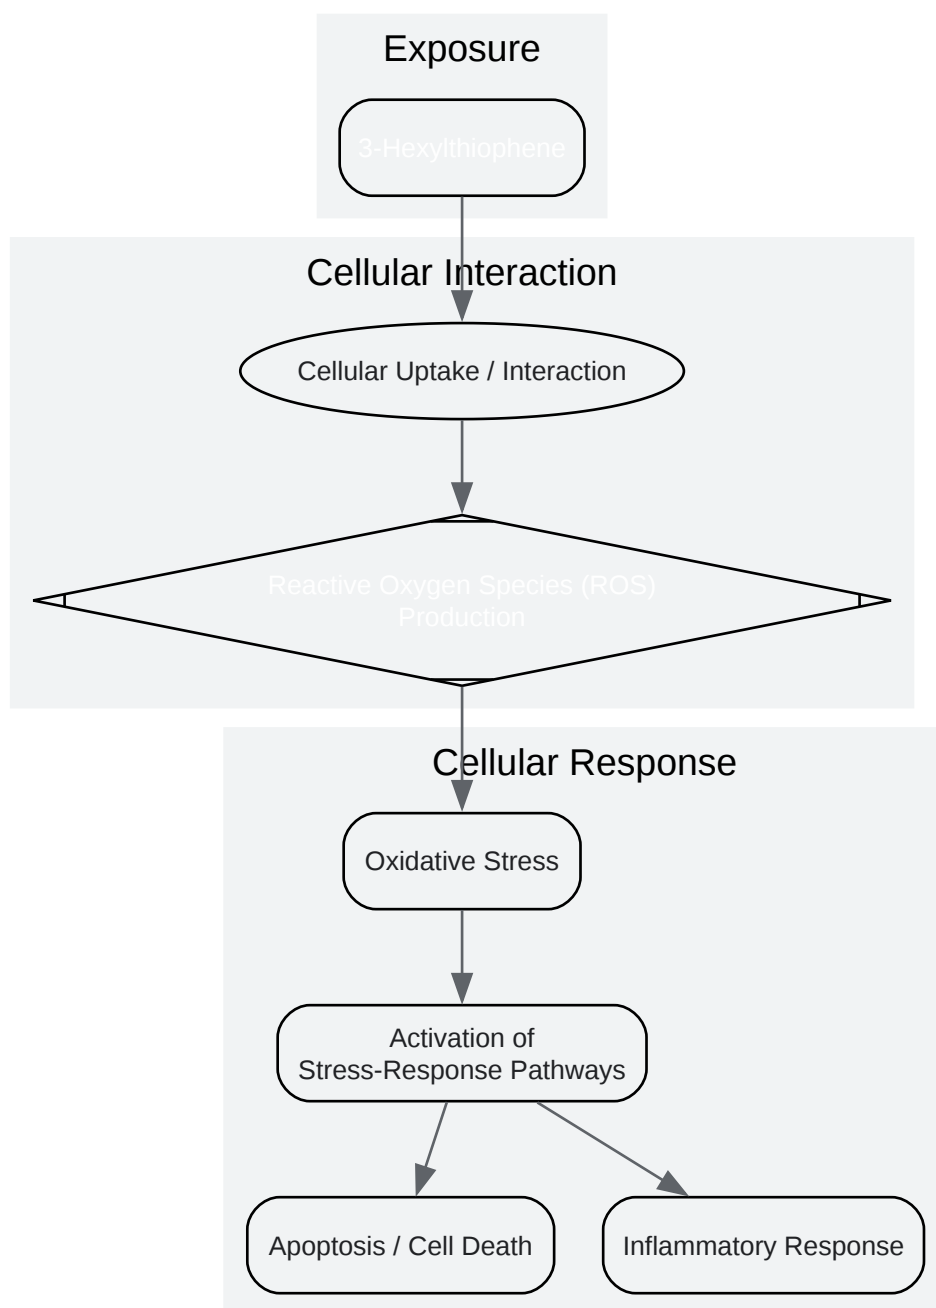 Exposure
3-Hexylthiophene
Cellular Interaction
Cellular Uptake / Interaction
Reactive Oxygen Species (ROS)
Production
Cellular Response
Oxidative Stress
Activation of
Stress-Response Pathways
Apoptosis / Cell Death
Inflammatory Response